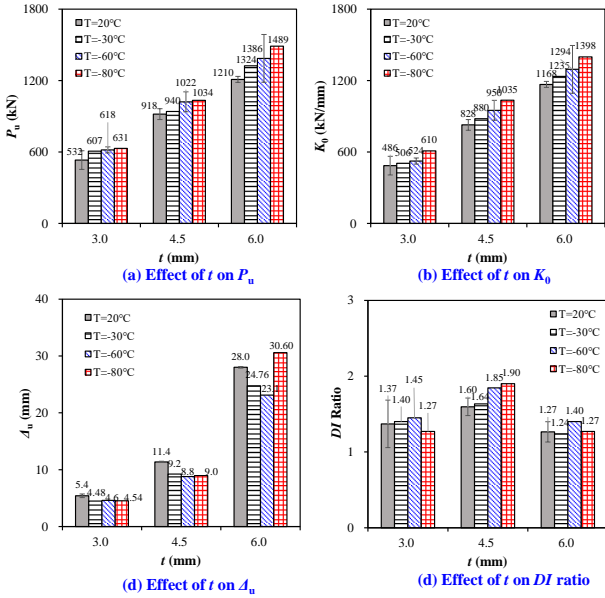 T=20℃
T=-30℃
T=-60℃
T=-80℃
1800
1200
600
0
Pu (kN)
532
607
618
631
918
940
1022
1034
1210
1324
1386
1489
3.0 4.5 6.0
t (mm)
(a) Effect of t on Pu
T=20℃
T=-30℃
T=-60℃
T=-80℃
1800
1200
600
0
K0 (kN/mm)
486
506
524
610
828
880
950
1035
1168
1235
1294
1398
3.0 4.5 6.0
t (mm)
(b) Effect of t on K0
T=20℃
T=-30℃
T=-60℃
T=-80℃
40
30
20
10
0
Δu (mm)
5.4
4.48
4.6
4.54
11.4
9.2
8.8
9.0
28.0
24.76
23.1
30.60
3.0 4.5 6.0
t (mm)
(d) Effect of t on Δu
T=20℃
T=-30℃
T=-60℃
T=-80℃
3
2
1
0
DI Ratio
1.37
1.40
1.45
1.27
1.60
1.64
1.85
1.90
1.27
1.24
1.40
1.27
3.0 4.5 6.0
t (mm)
(d) Effect of t on DI ratio